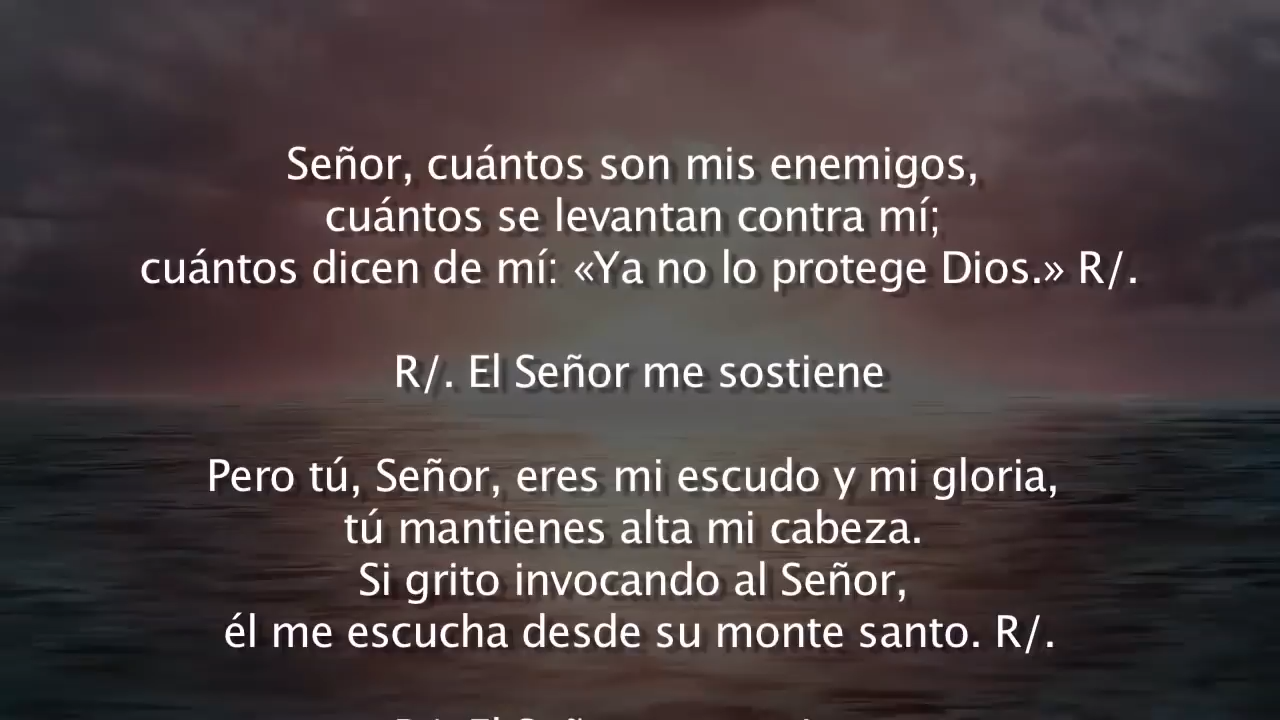 Señor, cuántos son mis enemigos,
cuántos se levantan contra mí;
cuántos dicen de mí: «Ya no lo protege Dios.» R/.
R/. El Señor me sostiene
Pero tú, Señor, eres mi escudo y mi gloria,
tú mantienes alta mi cabeza.
Si grito invocando al Señor,
él me escucha desde su monte santo. R/.